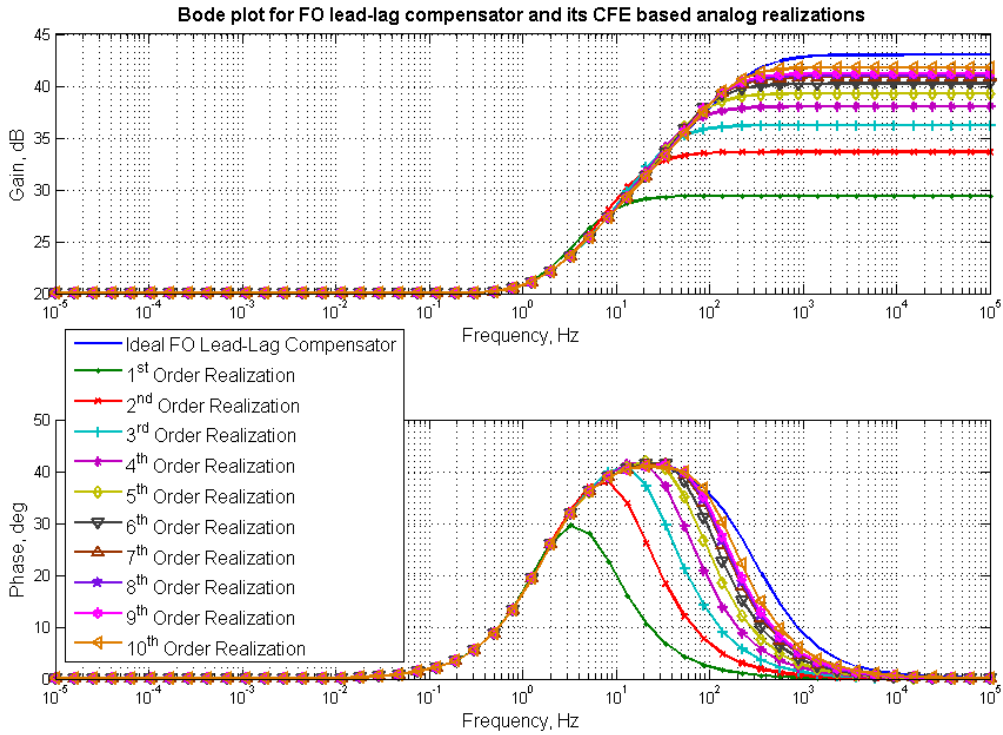 Bode plot for FO lead-lag compensator and its CFE based analog realizations
45
40
35
30
25
20
Gain, dB
10^-5 10^-4 10^-3 10^-2 10^-1 10^0 10^1 10^2 10^3 10^4 10^5
Frequency, Hz
Ideal FO Lead-Lag Compensator
1st Order Realization
2nd Order Realization
3rd Order Realization
4th Order Realization
5th Order Realization
6th Order Realization
7th Order Realization
8th Order Realization
9th Order Realization
10th Order Realization
50
40
30
20
10
0
Phase, deg
10^-5 10^-4 10^-3 10^-2 10^-1 10^0 10^1 10^2 10^3 10^4 10^5
Frequency, Hz